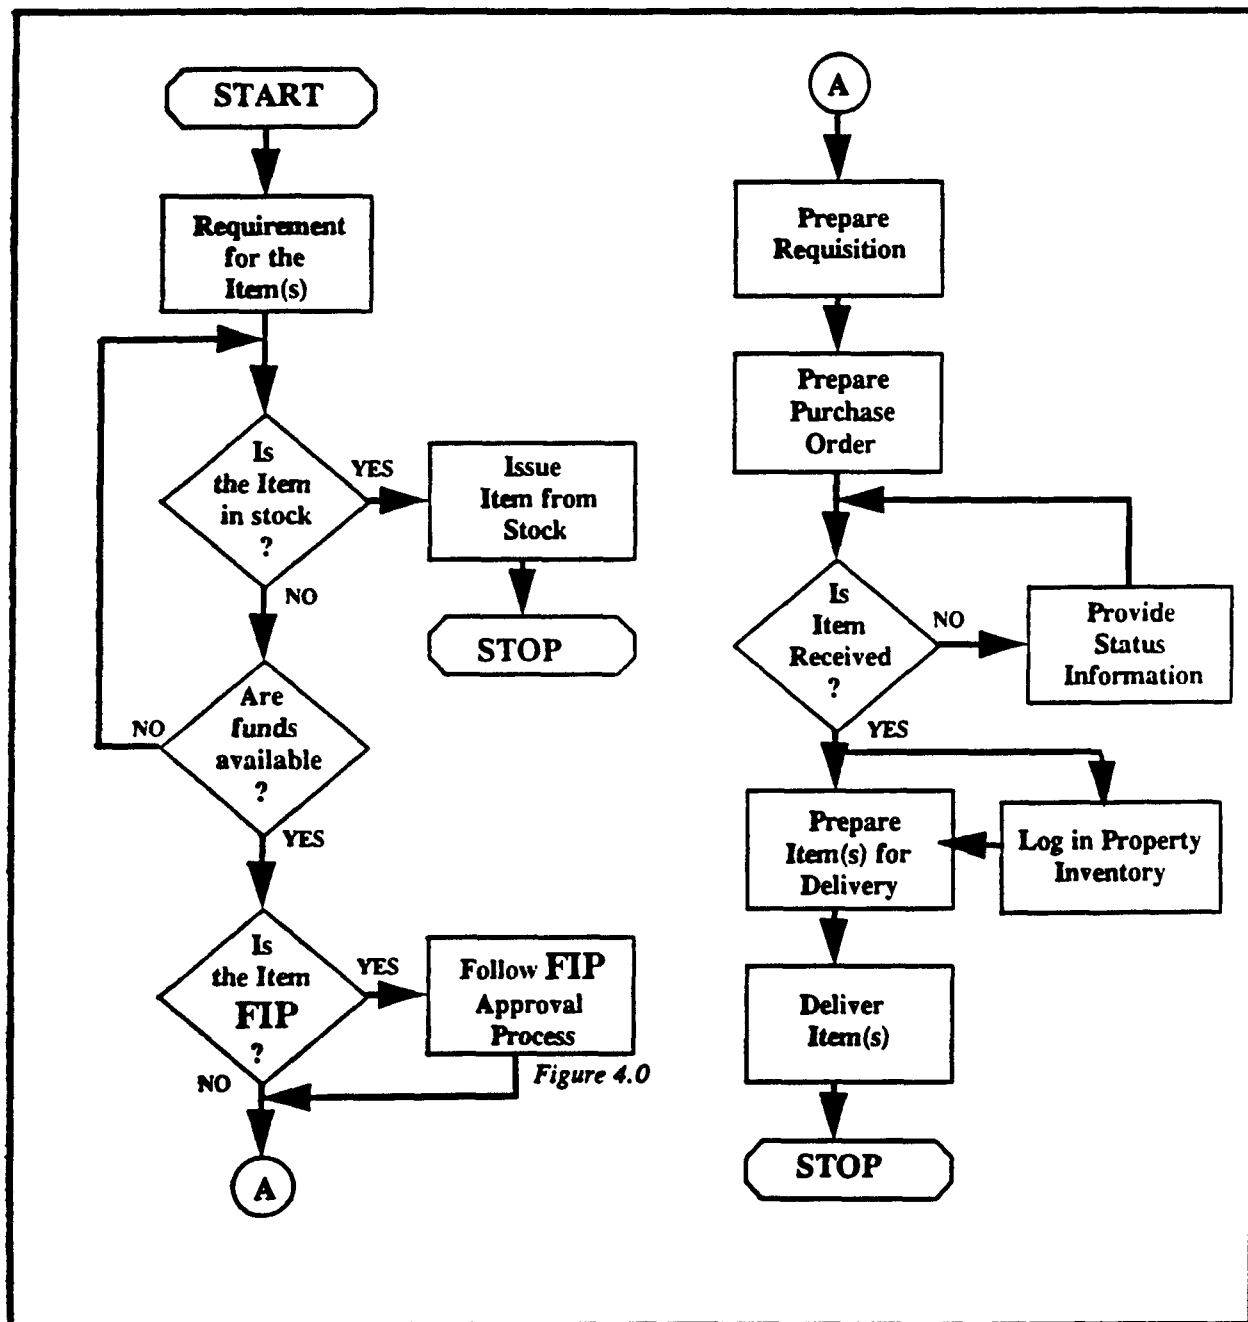 START
Requirement
for the
Item(s)
Is
the Item
in stock
?
YES
Issue
Item from
Stock
STOP
NO
Are
funds
available
?
NO
YES
Is
the Item
FIP
?
YES
Follow FIP
Approval
Process
Figure 4.0
NO
A
A
Prepare
Requisition
Prepare
Purchase
Order
Is
Item
Received
?
NO
Provide
Status
Information
YES
Prepare
Item(s) for
Delivery
Log in Property
Inventory
Deliver
Item(s)
STOP